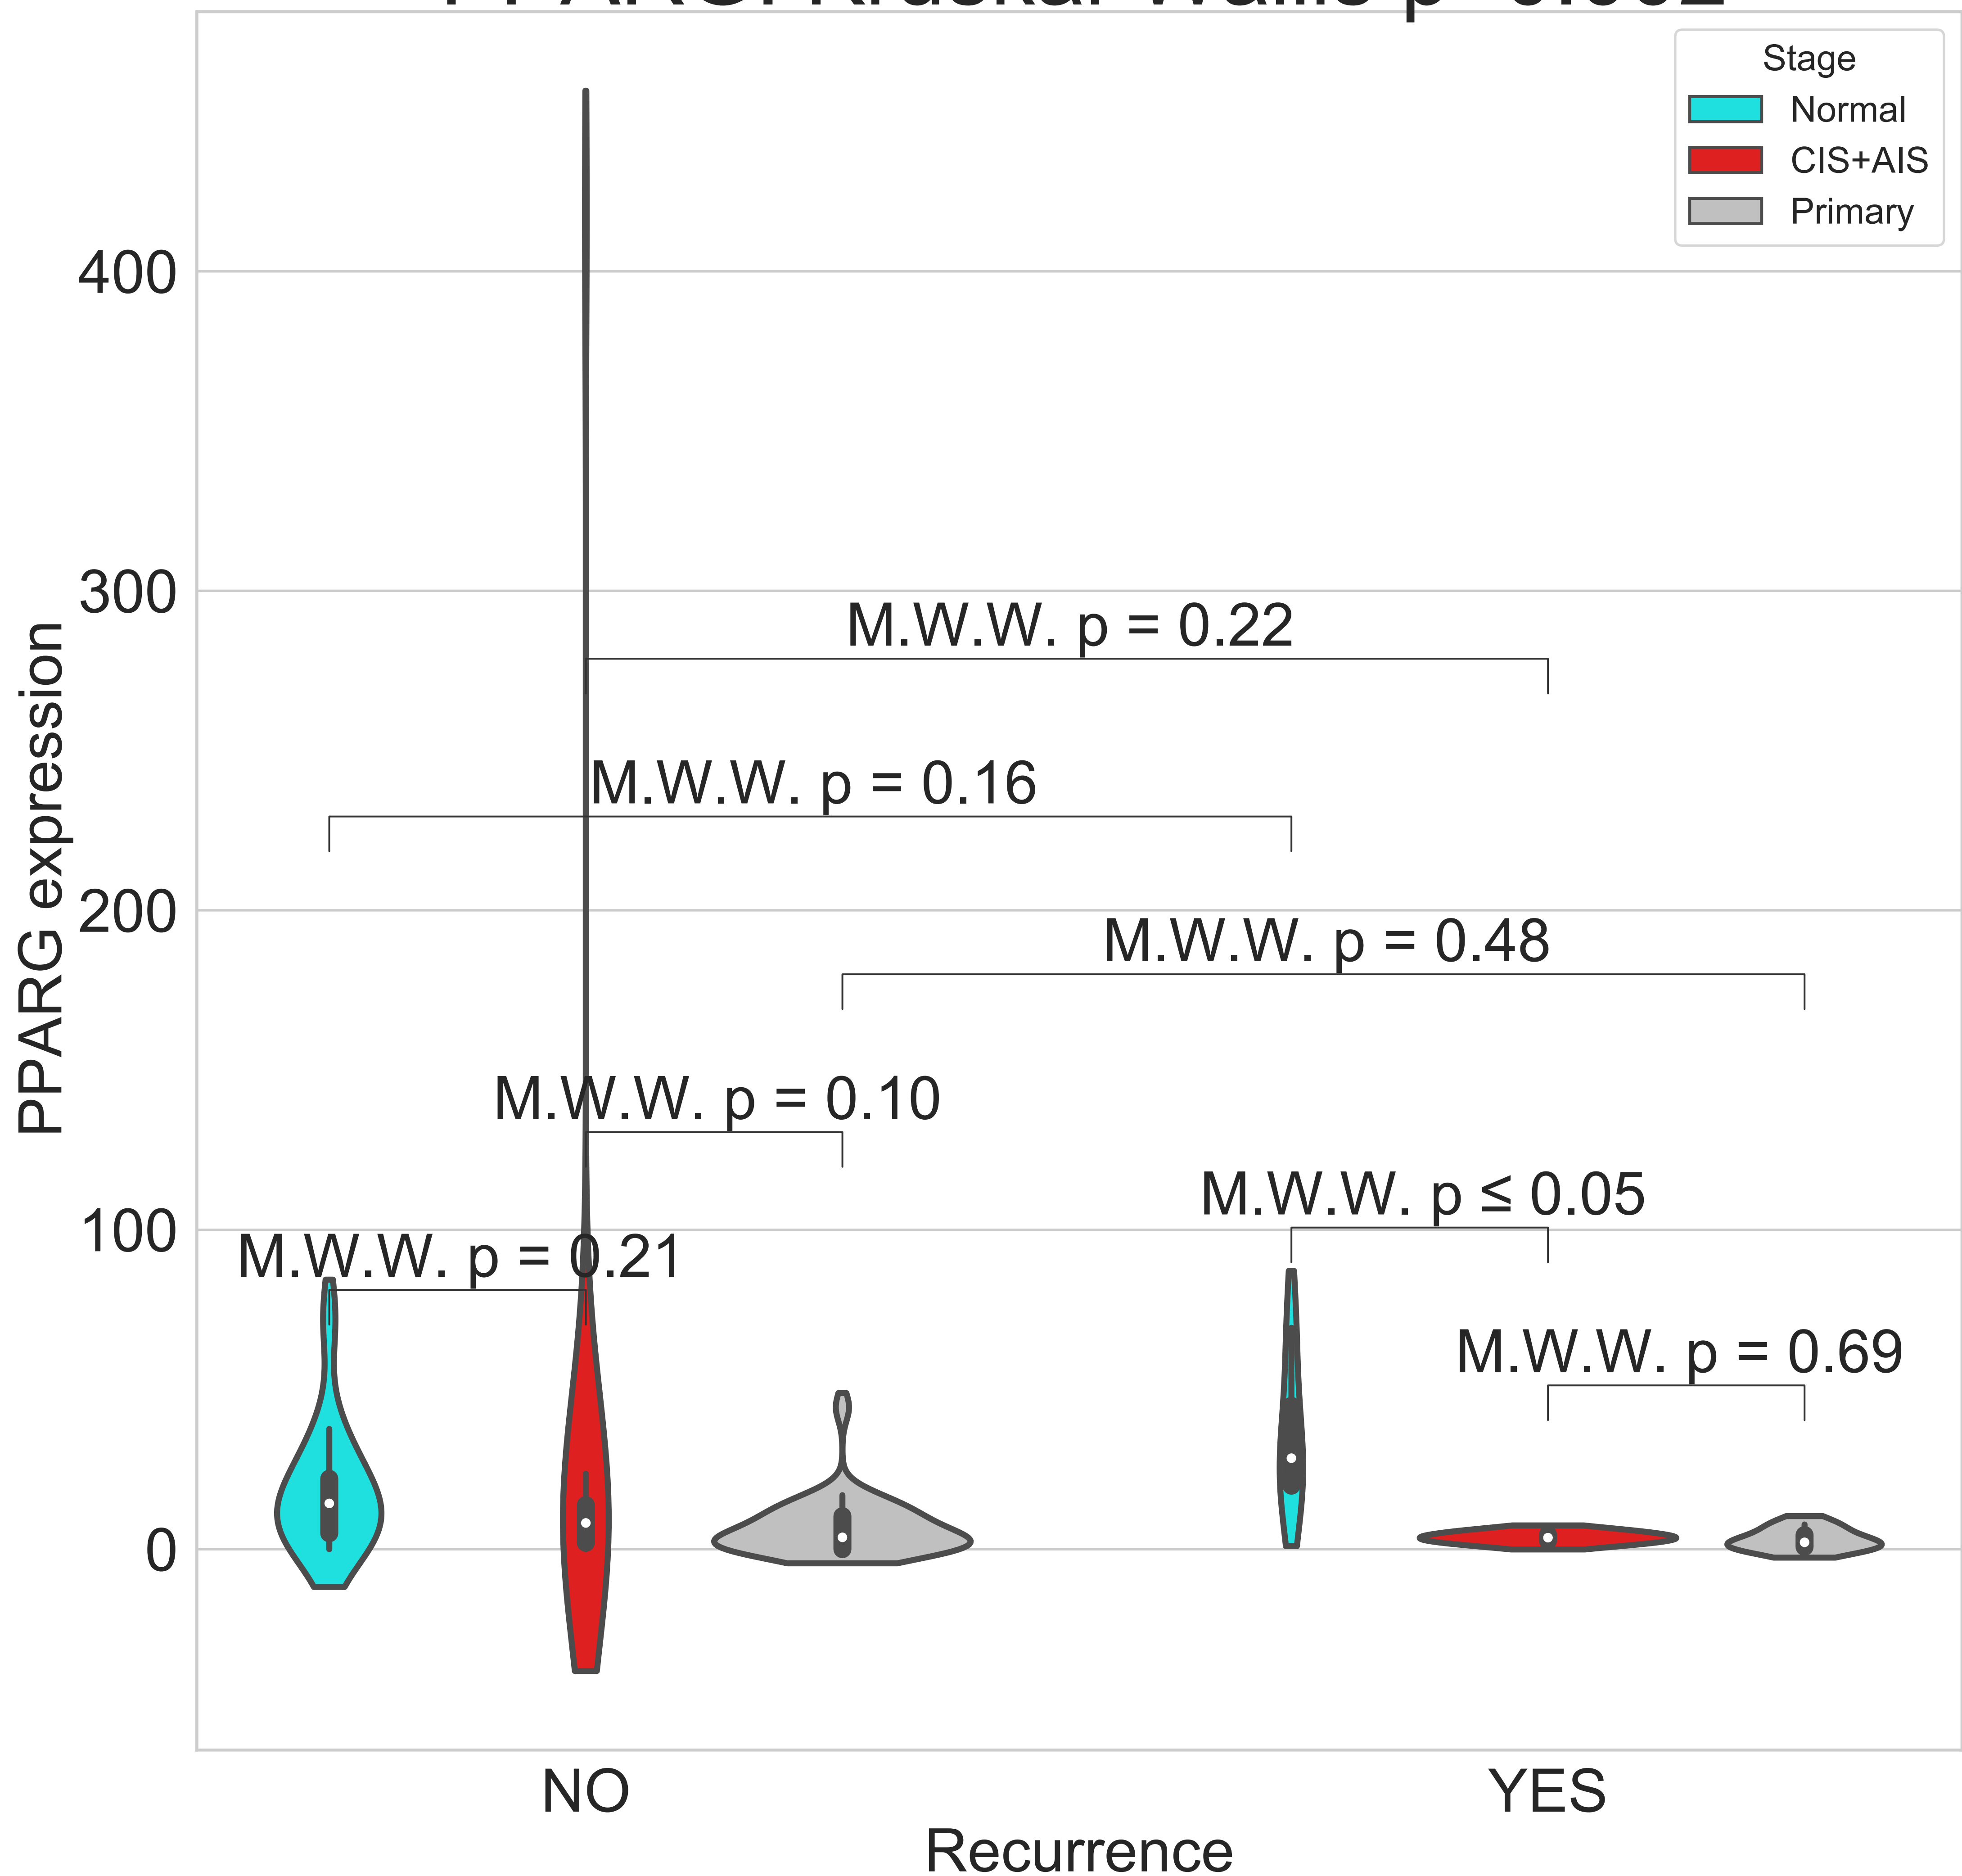 Stage
Normal
CIS+AIS
Primary
400
300
200
100
0
PPARG expression
M.W.W. p = 0.22
M.W.W. p = 0.16
M.W.W. p = 0.48
M.W.W. p = 0.10
M.W.W. p ≤ 0.05
M.W.W. p = 0.21
M.W.W. p = 0.69
NO
YES
Recurrence